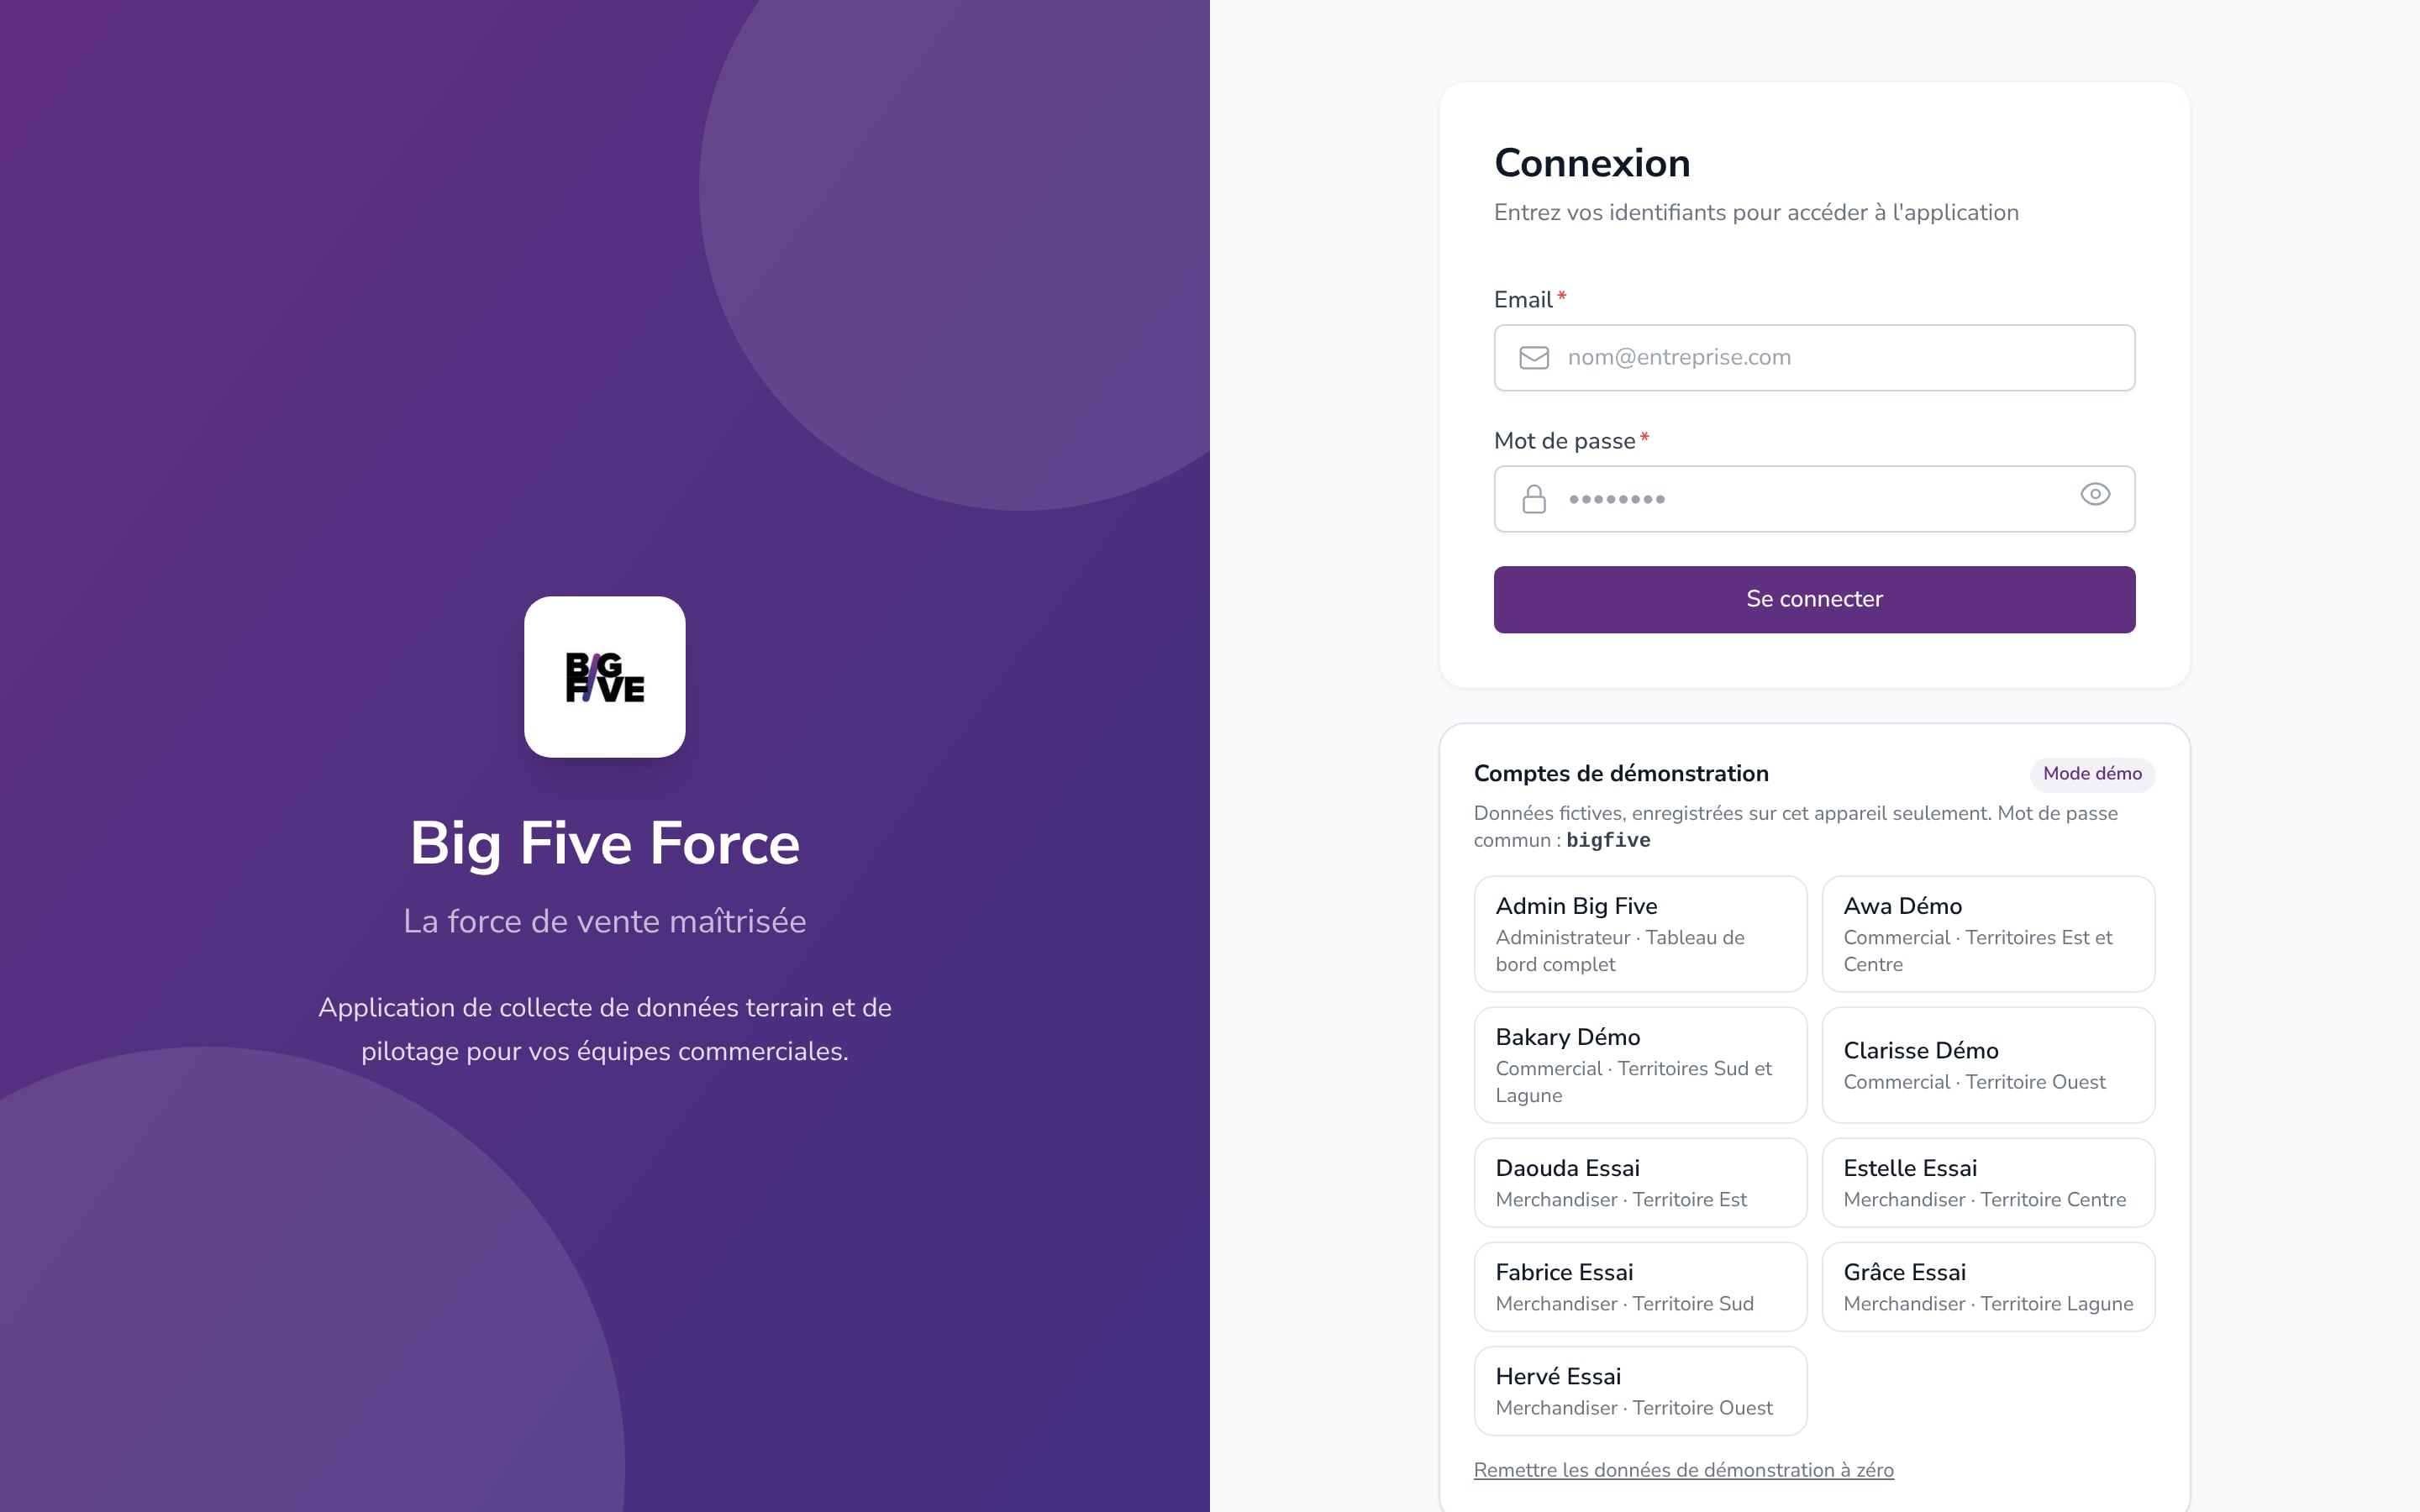 BIG
FIVE
Big Five Force
La force de vente maîtrisée
Application de collecte de données terrain et de
pilotage pour vos équipes commerciales.
Connexion
Entrez vos identifiants pour accéder à l'application
Email *
nom@entreprise.com
Mot de passe *
••••••••
Se connecter
Comptes de démonstration
Mode démo
Données fictives, enregistrées sur cet appareil seulement. Mot de passe
commun : bigfive
Admin Big Five
Administrateur · Tableau de
bord complet
Awa Démo
Commercial · Territoires Est et
Centre
Bakary Démo
Commercial · Territoires Sud et
Lagune
Clarisse Démo
Commercial · Territoire Ouest
Daouda Essai
Merchandiser · Territoire Est
Estelle Essai
Merchandiser · Territoire Centre
Fabrice Essai
Merchandiser · Territoire Sud
Grâce Essai
Merchandiser · Territoire Lagune
Hervé Essai
Merchandiser · Territoire Ouest
Remettre les données de démonstration à zéro